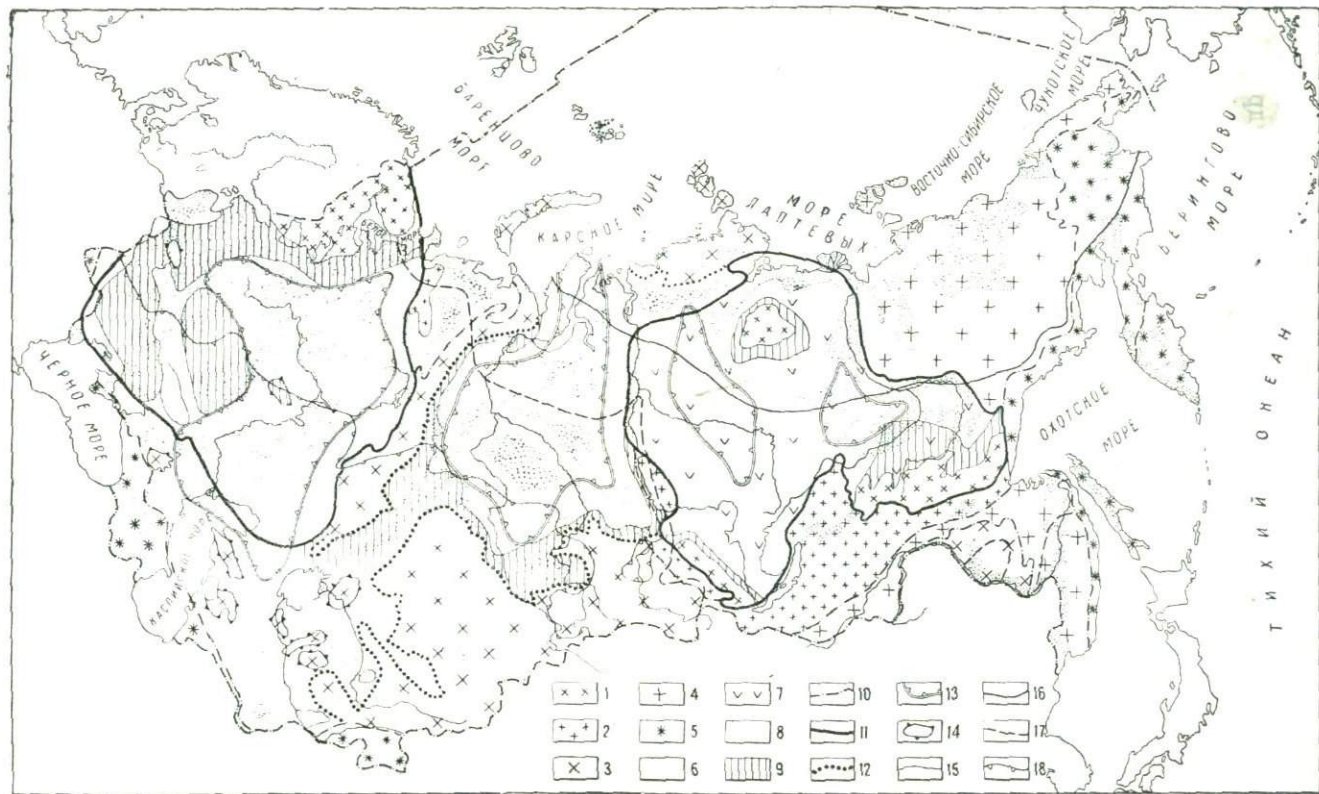 БАРЕНЦОВО
МОРЕ
КАРСКОЕ МОРЕ
МОРЕ
ЛАПТЕВЫХ
ВОСТОЧНО-СИБИРСКОЕ
МОРЕ
ЧУКОТСКОЕ
МОРЕ
БЕРИНГОВО
МОРЕ
ЧЕРНОЕ МОРЕ
ОХОТСКОЕ
МОРЕ
ТИХИЙ ОКЕАН
1 4 7 10 13 16
2 5 8 11 14 17
3 6 9 12 15 18